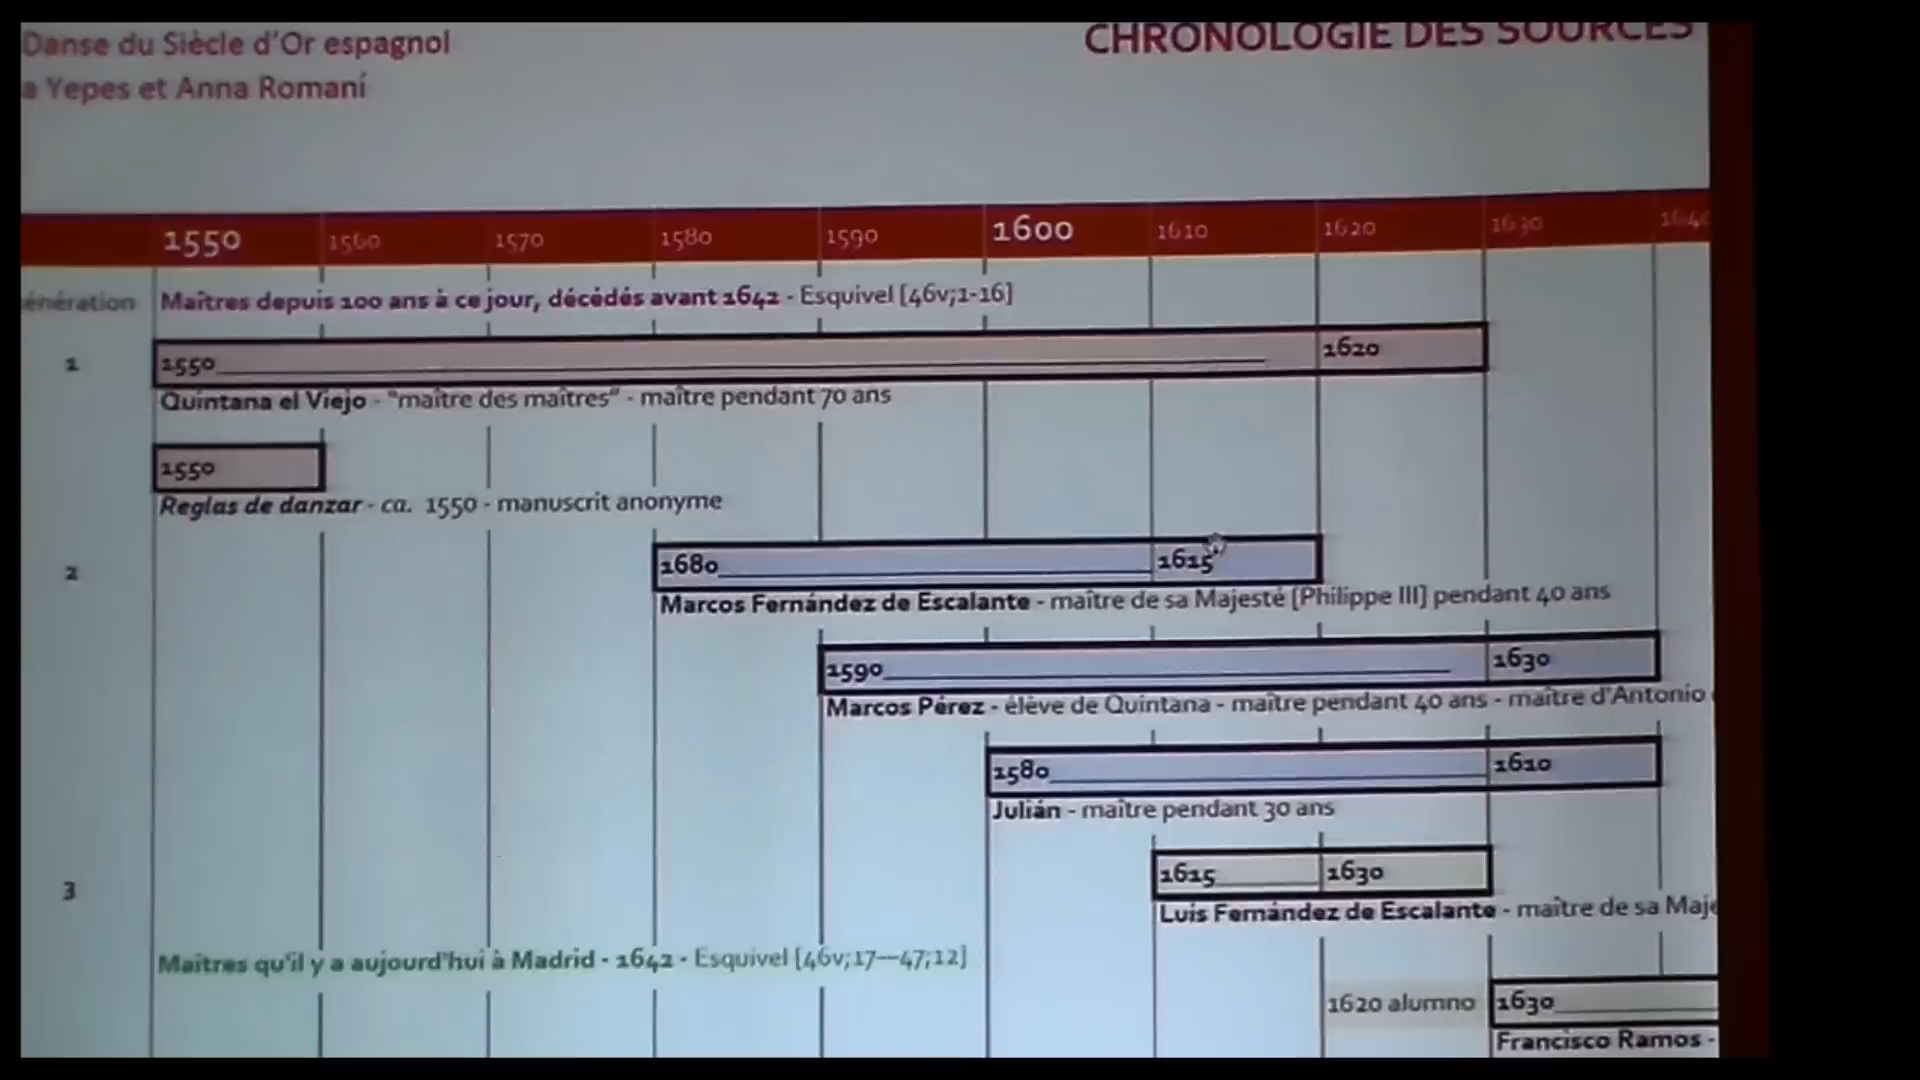 Danse du Siècle d'Or espagnol
CHRONOLOGIE DES SOURCES
a Yepes et Anna Romaní
1550 1560 1570 1580 1590 1600 1610 1620 1630
énération
Maîtres depuis 100 ans à ce jour, décédés avant 1642 - Esquivel [46v;1-16]
1
1550 1620
Quintana el Viejo - "maître des maîtres" - maître pendant 70 ans
1550
Reglas de danzar - ca. 1550 - manuscrit anonyme
2
1680 1615
Marcos Fernández de Escalante - maître de sa Majesté [Philippe III] pendant 40 ans
1590 1630
Marcos Pérez - élève de Quintana - maître pendant 40 ans - maître d'Antonio
1580 1610
Julián - maître pendant 30 ans
3
1615 1630
Luis Fernández de Escalante - maître de sa Maje
Maîtres qu'il y a aujourd'hui à Madrid - 1642 - Esquivel [46v;17—47;12]
1620 alumno 1630
Francisco Ramos -